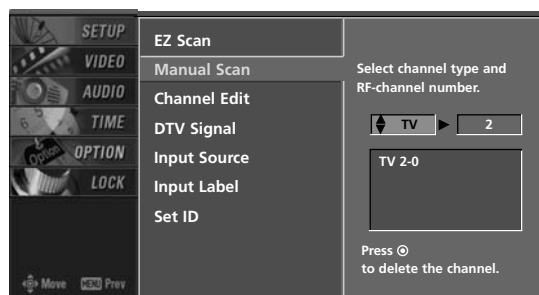 SETUP
VIDEO
AUDIO
TIME
OPTION
LOCK
Move MENU Prev
EZ Scan
Manual Scan
Channel Edit
DTV Signal
Input Source
Input Label
Set ID
Select channel type and
RF-channel number.
TV 2
TV 2-0
Press
to delete the channel.